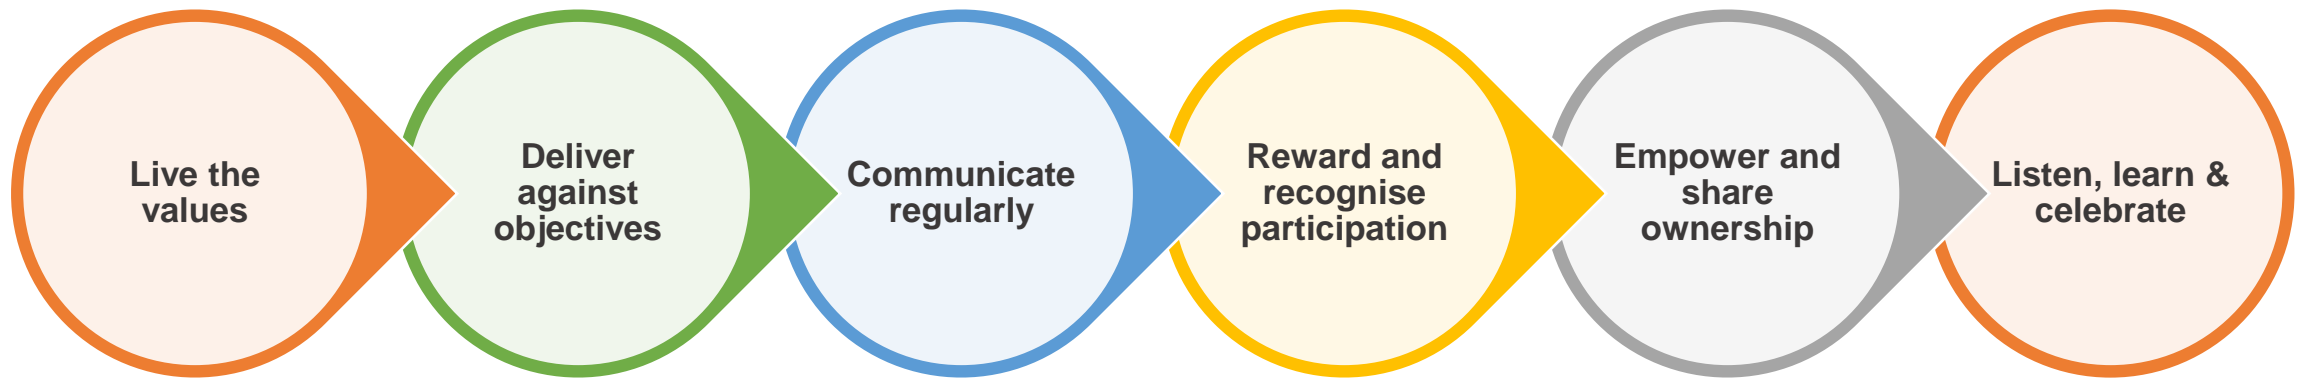 Live the
values
Deliver
against
objectives
Communicate
regularly
Reward and
recognise
participation
Empower and
share
ownership
Listen, learn &
celebrate